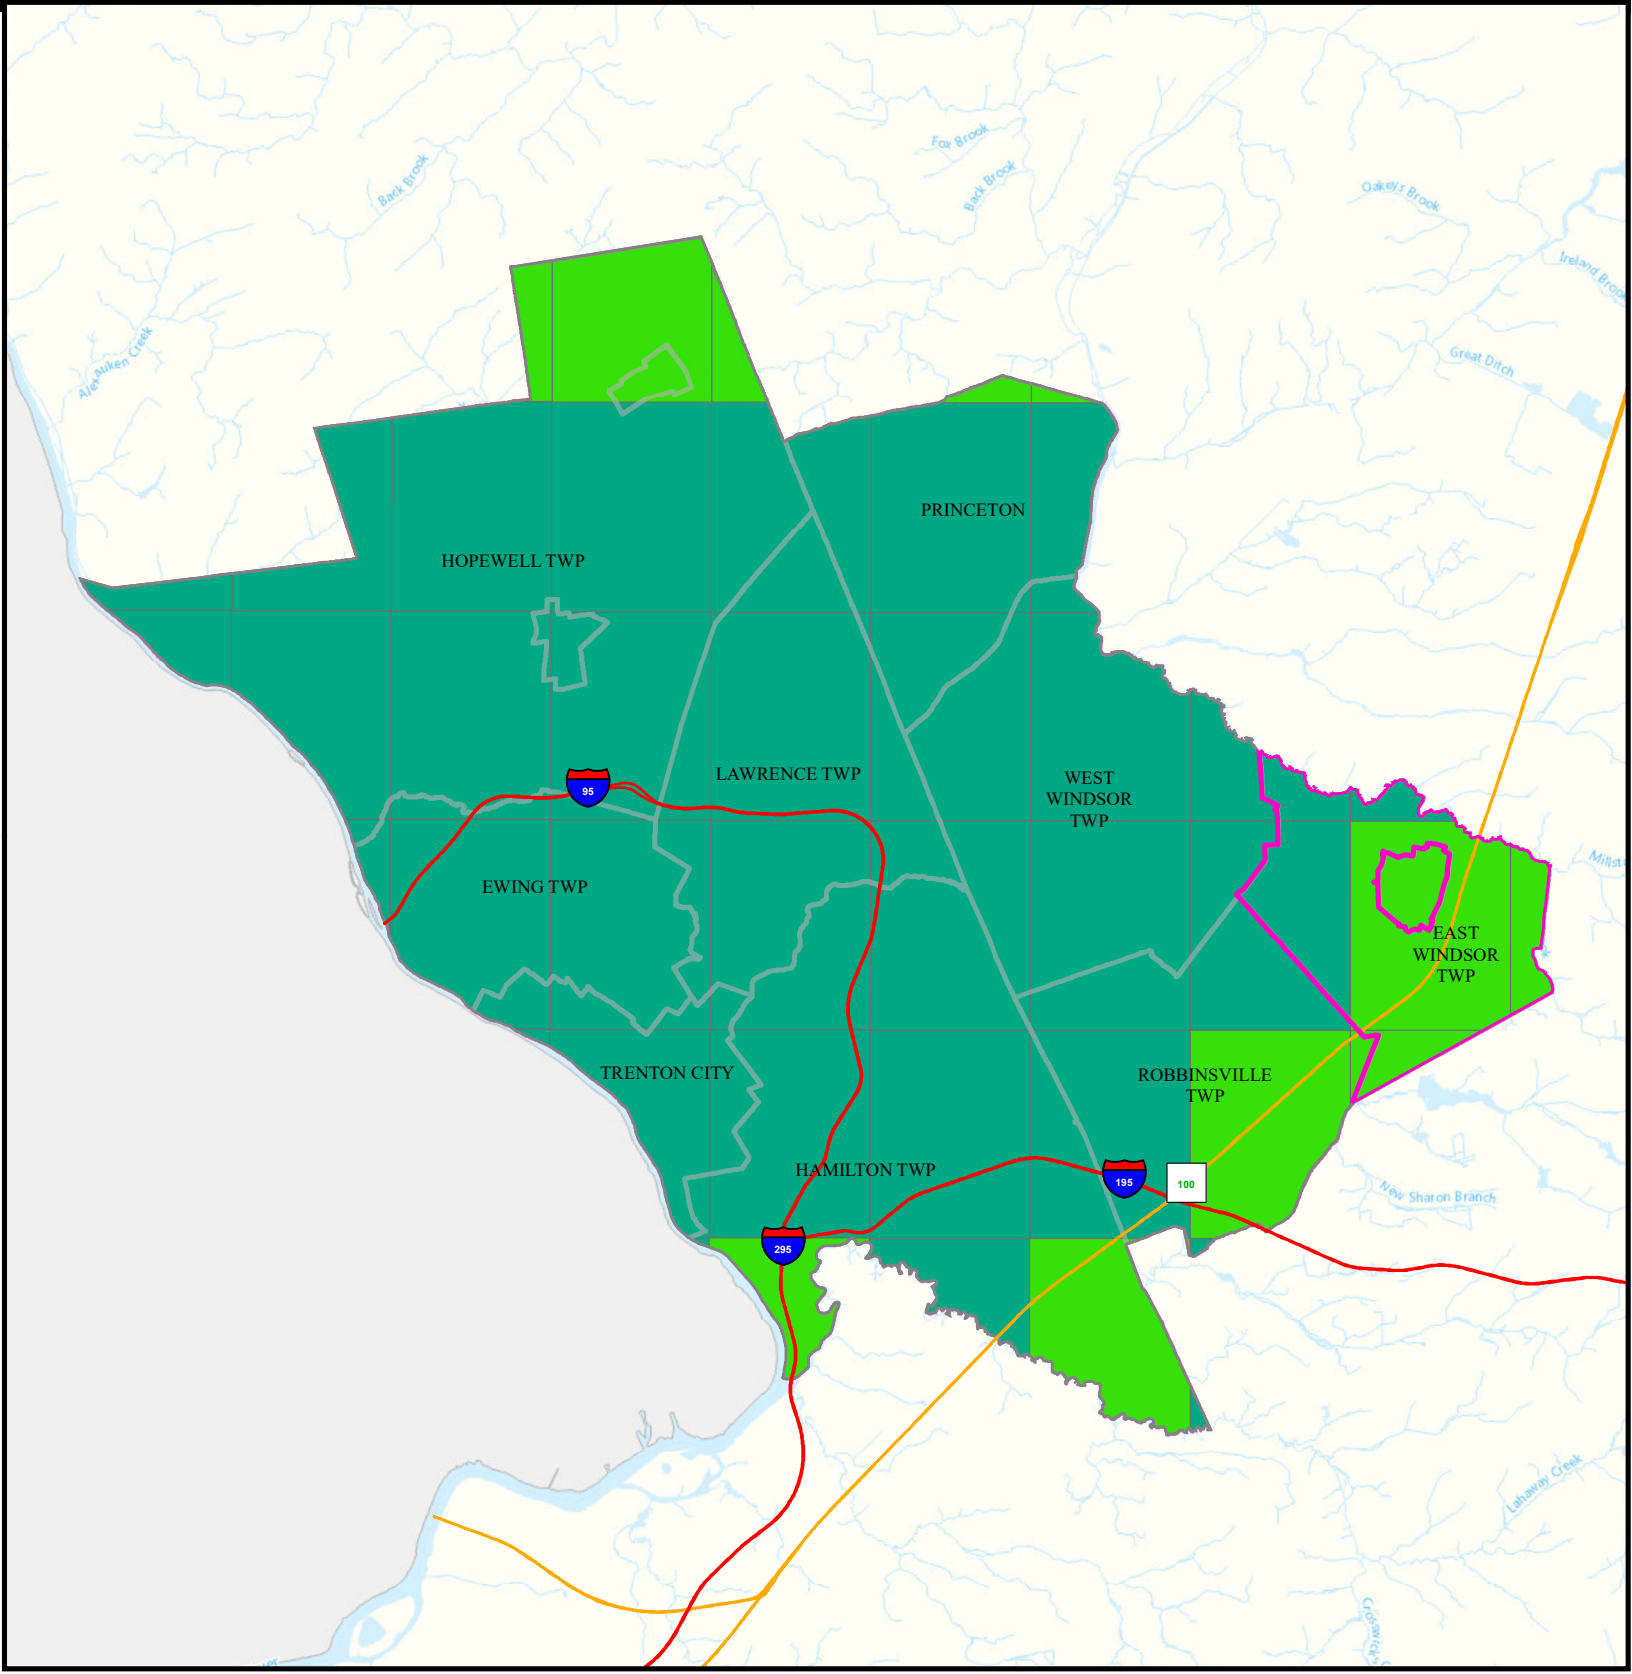 Fox Brook
Back Brook
Back Brook
Oakeys Brook
Ireland Brook
Alexauken Creek
Great Ditch
PRINCETON
HOPEWELL TWP
LAWRENCE TWP
WEST
WINDSOR
TWP
95
EWING TWP
EAST
WINDSOR
TWP
TRENTON CITY
ROBBINSVILLE
TWP
HAMILTON TWP
195
100
New Sharon Branch
295
Lahaway Creek